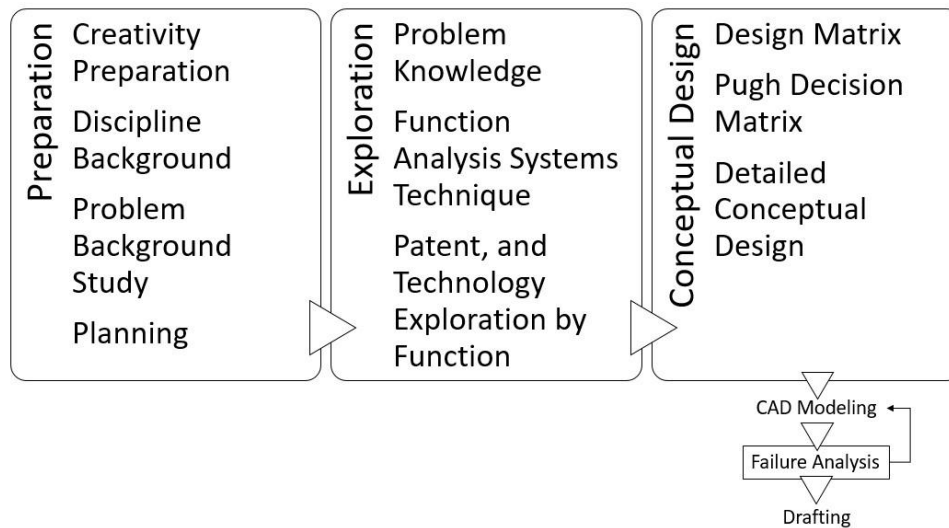 Preparation
Creativity
Preparation
Discipline
Background
Problem
Background
Study
Planning
Exploration
Problem
Knowledge
Function
Analysis Systems
Technique
Patent, and
Technology
Exploration by
Function
Conceptual Design
Design Matrix
Pugh Decision
Matrix
Detailed
Conceptual
Design
CAD Modeling
Failure Analysis
Drafting